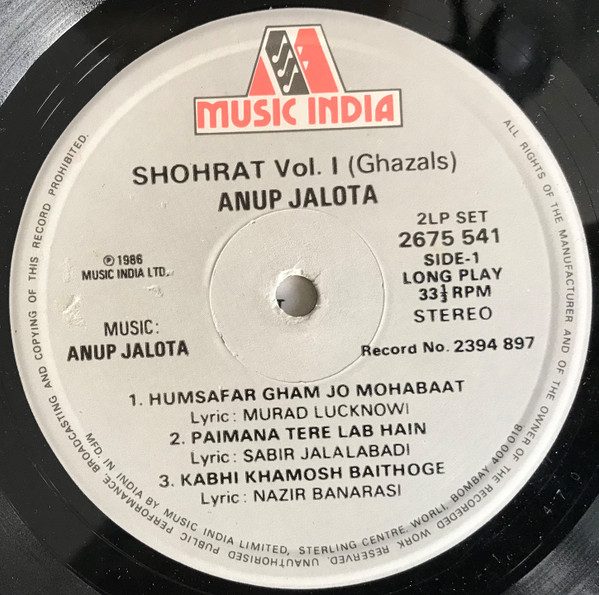 MUSIC INDIA
SHOHRAT Vol. I (Ghazals)
ANUP JALOTA
2LP SET
2675 541
SIDE-1
LONG PLAY
33⅓ RPM
STEREO
℗ 1986
MUSIC INDIA LTD.
MUSIC:
ANUP JALOTA
Record No. 2394 897
1. HUMSAFAR GHAM JO MOHABAAT
Lyric: MURAD LUCKNOWI
2. PAIMANA TERE LAB HAIN
Lyric: SABIR JALALABADI
3. KABHI KHAMOSH BAITHOGE
Lyric: NAZIR BANARASI
MFD. IN INDIA BY MUSIC INDIA LIMITED, STERLING CENTRE, WORLI, BOMBAY 400 018.
ALL RIGHTS OF THE MANUFACTURER AND OF THE OWNER OF THE RECOREDED WORK RESERVED. UNAUTHORISED PUBLIC PERFORMANCE, BROADCASTING AND COPYING OF THIS RECORD PROHIBITED.